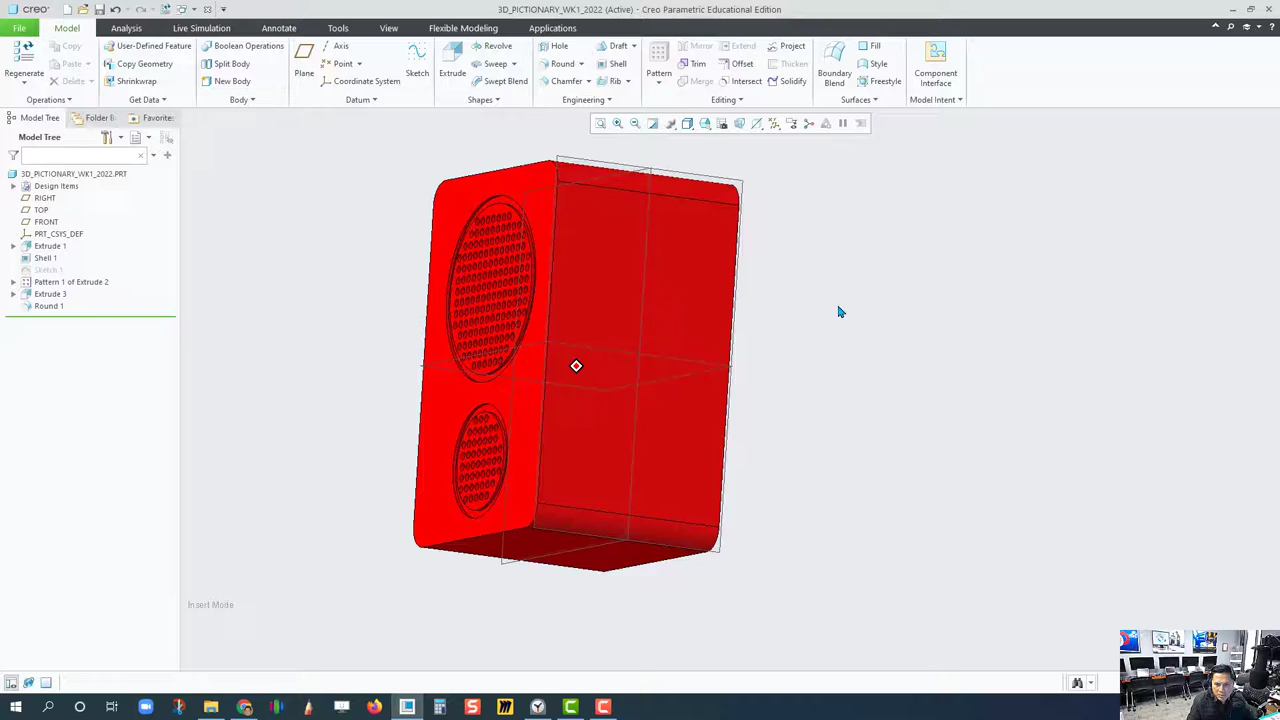 creo
3D_PICTIONARY_WK1_2022 (Active) - Creo Parametric Educational Edition
File Model Analysis Live Simulation Annotate Tools View Flexible Modeling Applications
Regenerate
Copy
Paste
Delete
Operations
User-Defined Feature
Copy Geometry
Shrinkwrap
Get Data
Boolean Operations
Split Body
New Body
Body
Plane
Axis
Point
Coordinate System
Sketch
Datum
Extrude
Revolve
Sweep
Swept Blend
Shapes
Hole
Round
Chamfer
Draft
Shell
Rib
Engineering
Pattern
Mirror
Trim
Merge
Extend
Offset
Intersect
Project
Thicken
Solidify
Editing
Boundary
Blend
Fill
Style
Freestyle
Surfaces
Component
Interface
Model Intent
Model Tree Folder B Favorite:
Model Tree
3D_PICTIONARY_WK1_2022.PRT
Design Items
RIGHT
TOP
FRONT
PRT_CSYS_DEF
Extrude 1
Shell 1
Sketch 1
Pattern 1 of Extrude 2
Extrude 3
Round 1
Insert Mode